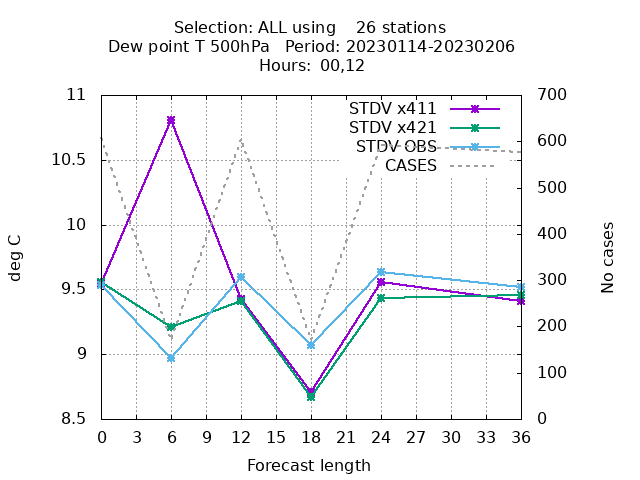 Selection: ALL using    26 stations
Dew point T 500hPa   Period: 20230114-20230206
Hours:  00,12
11
10.5
10
9.5
9
8.5
700
600
500
400
300
200
100
0
deg C
No cases
STDV x411
STDV x421
STDV OBS
CASES
0 3 6 9 12 15 18 21 24 27 30 33 36
Forecast length